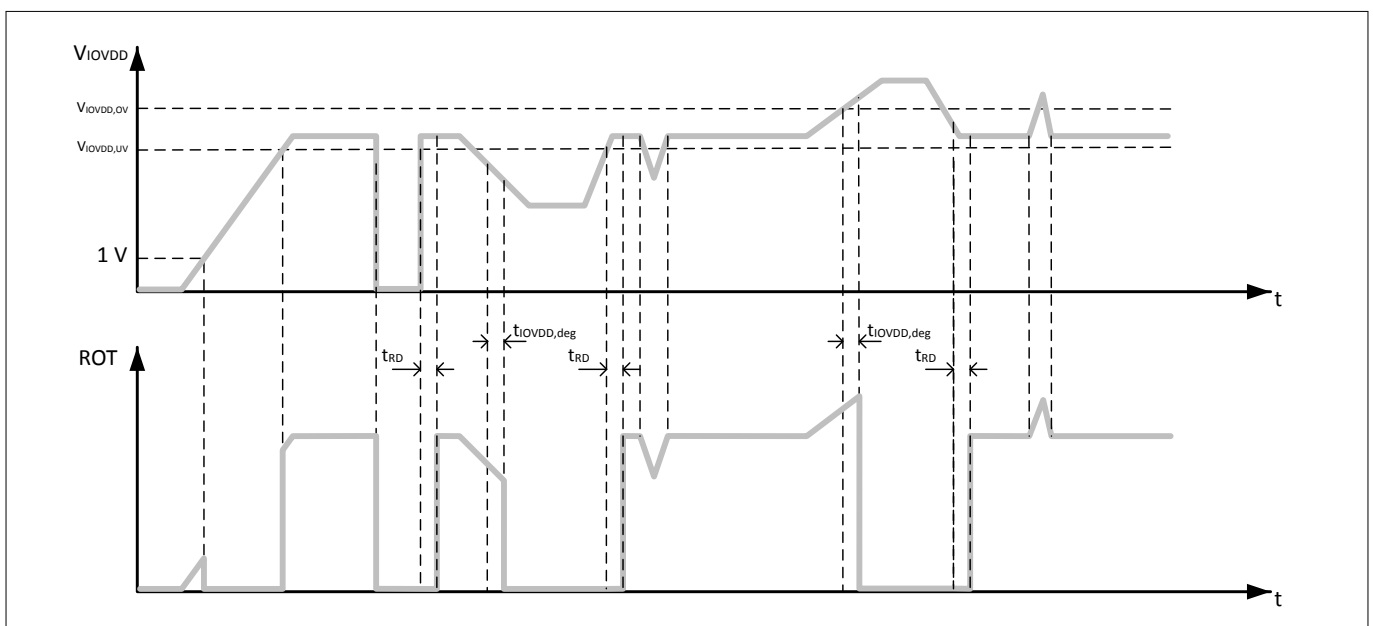 VIOVDD
VIOVDD,OV
VIOVDD,UV
1 V
t
tIOVDD,deg
tIOVDD,deg
ROT
tRD
tRD
tRD
t